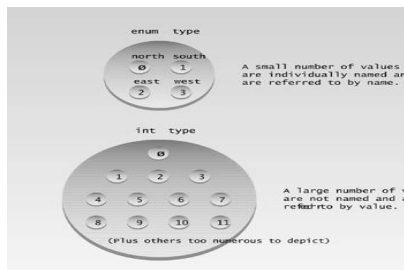 enum type
north south
0 1
east west
2 3
A small number of values
are individually named
are referred to by name.
int type
0
1 2 3
4 5 6 7
8 9 10 11
A large number of
are not named and
refernto by value.
(Plus others too numerous to depict)